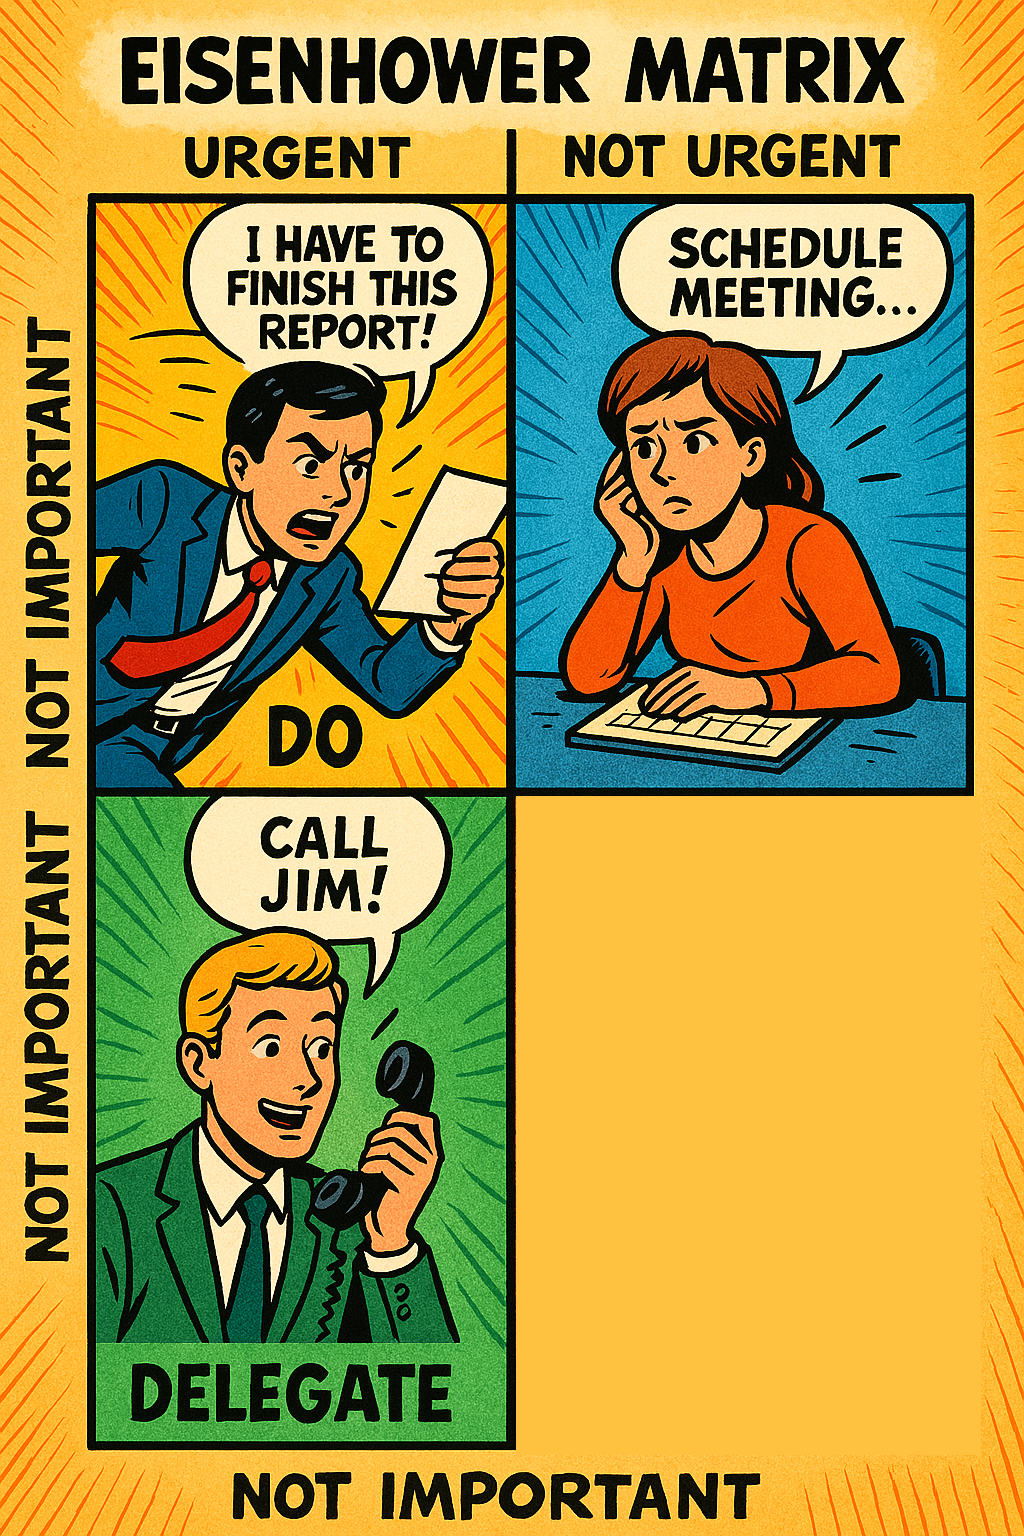 EISENHOWER MATRIX
URGENT
NOT URGENT
I HAVE TO
FINISH THIS
REPORT!
SCHEDULE
MEETING...
NOT IMPORTANT
DO
CALL
JIM!
NOT IMPORTANT
DELEGATE
NOT IMPORTANT